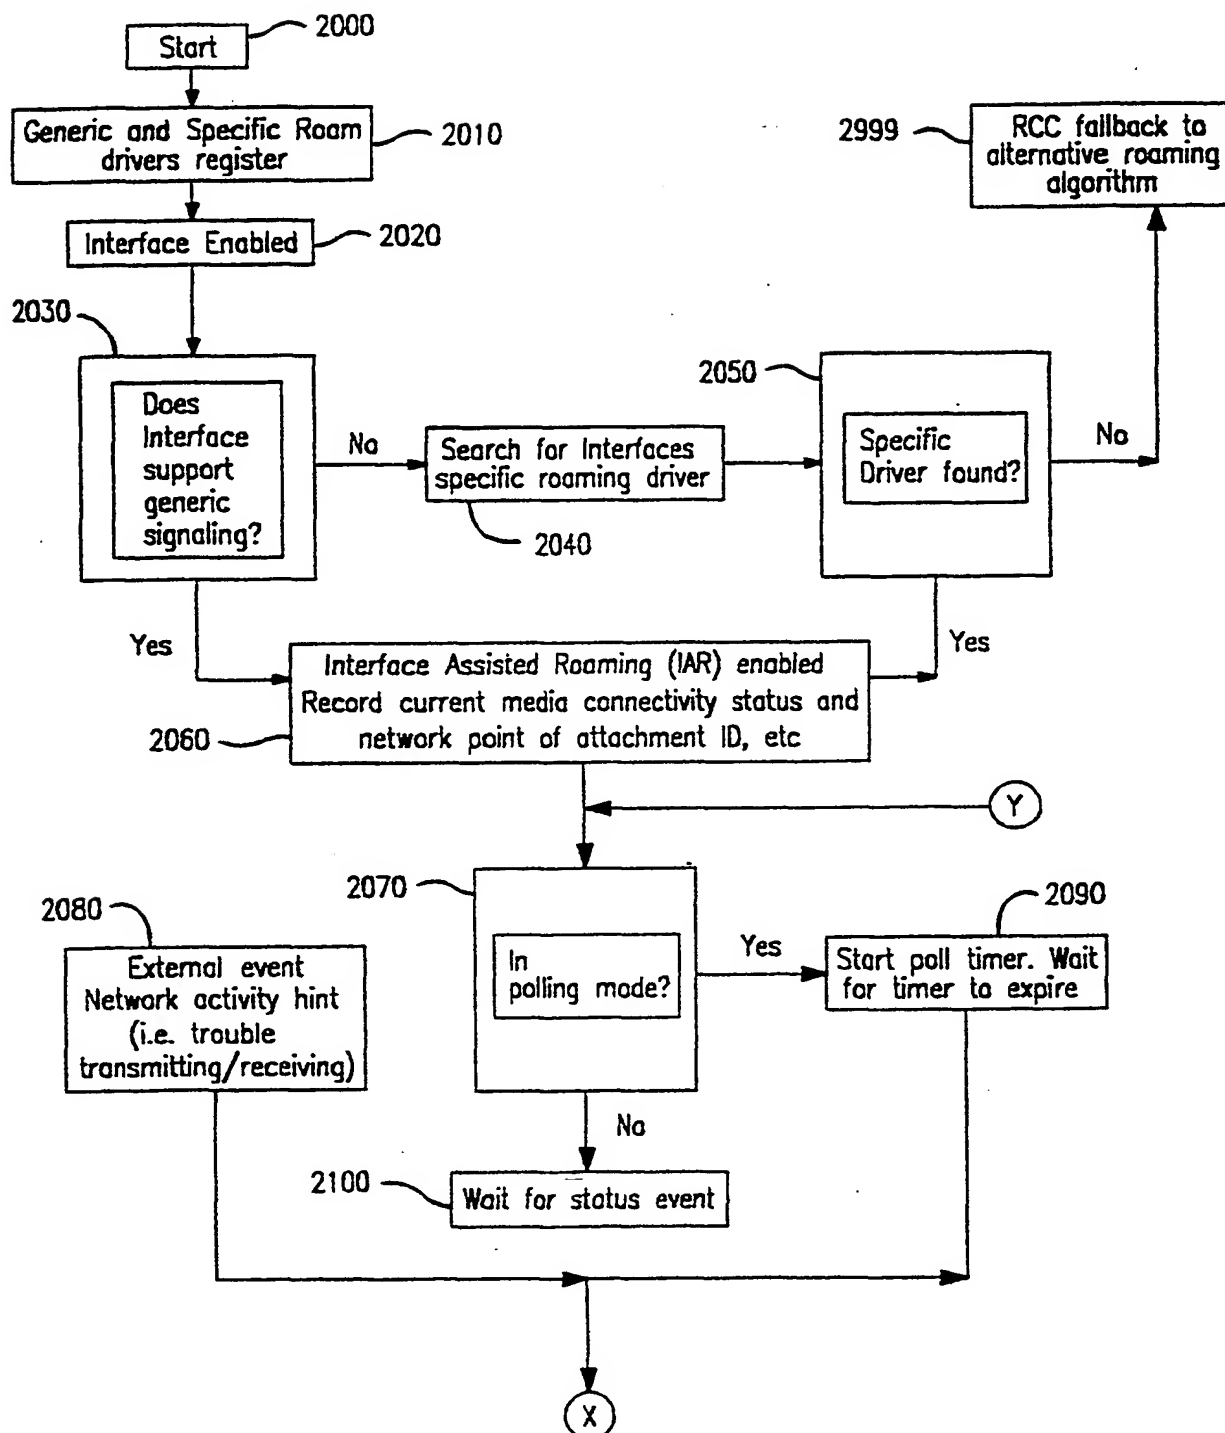 2000
Start
Generic and Specific Roam
drivers register
2010
2999
RCC fallback to
alternative roaming
algorithm
Interface Enabled
2020
2030
Does
Interface
support
generic
signaling?
No
Search for Interfaces
specific roaming driver
2040
2050
Specific
Driver found?
No
Yes
Yes
Interface Assisted Roaming (IAR) enabled
Record current media connectivity status and
network point of attachment ID, etc
2060
Y
2070
In
polling mode?
Yes
2090
Start poll timer. Wait
for timer to expire
2080
External event
Network activity hint
(i.e. trouble
transmitting/receiving)
No
2100
Wait for status event
X